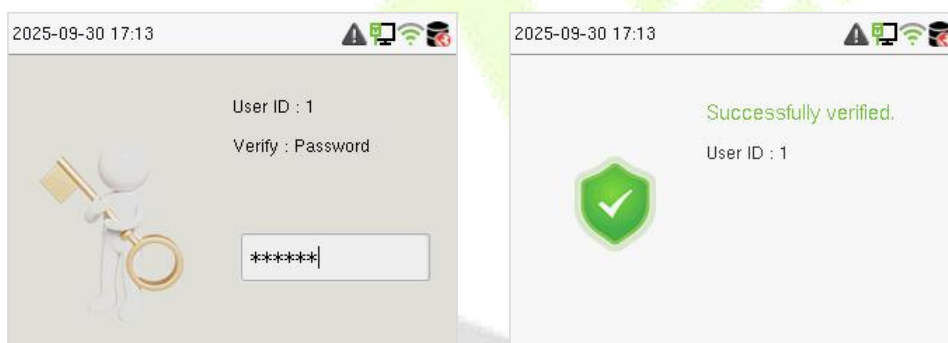 2025-09-30 17:13
User ID : 1
Verify : Password
******
2025-09-30 17:13
Successfully verified.
User ID : 1